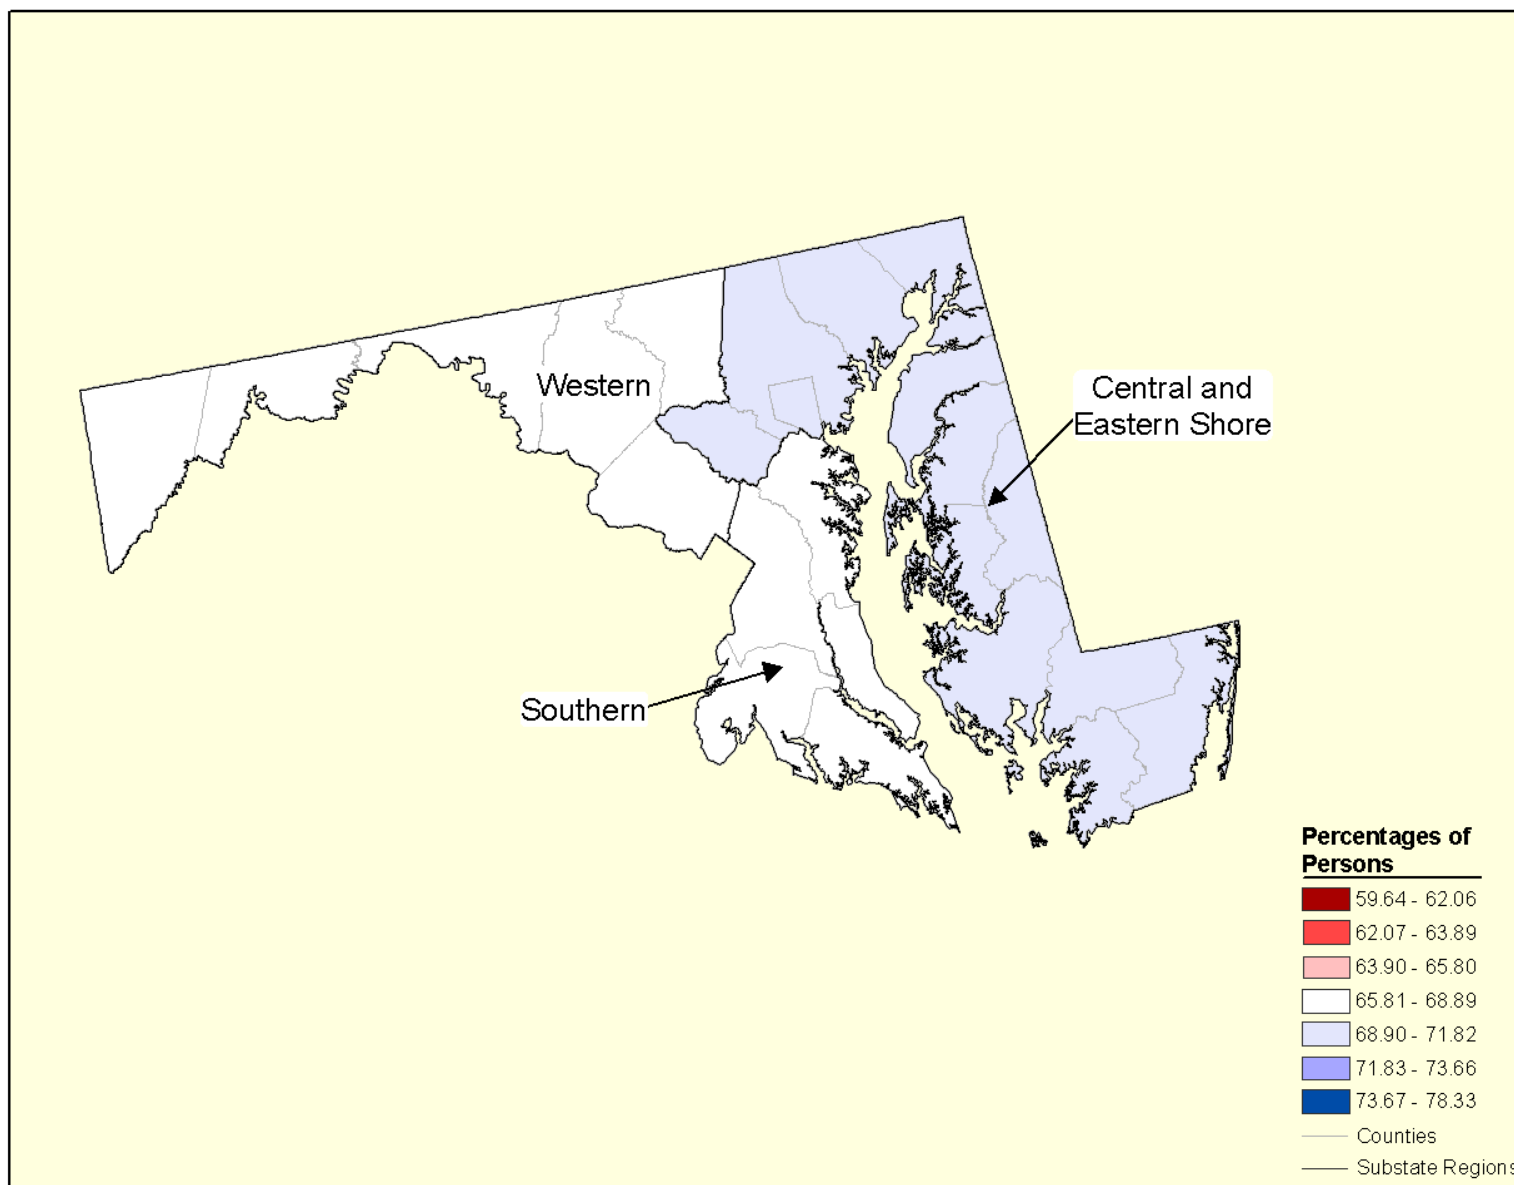 Western
Central and
Eastern Shore
Southern
Percentages of
Persons
59.64 - 62.06
62.07 - 63.89
63.90 - 65.80
65.81 - 68.89
68.90 - 71.82
71.83 - 73.66
73.67 - 78.33
Counties
Substate Regions